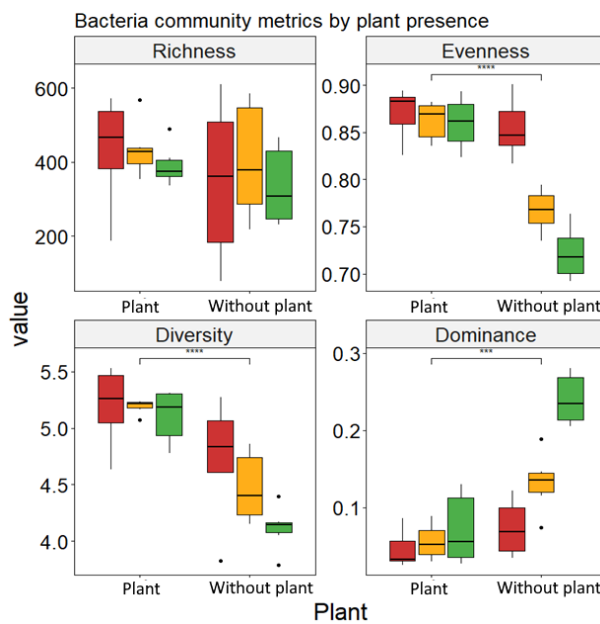 Bacteria community metrics by plant presence
Richness
600
400
200
Plant
Without plant
Evenness
****
0.90
0.85
0.80
0.75
0.70
Plant
Without plant
value
Diversity
****
5.5
5.0
4.5
4.0
Plant
Without plant
Dominance
***
0.3
0.2
0.1
Plant
Without plant
Plant